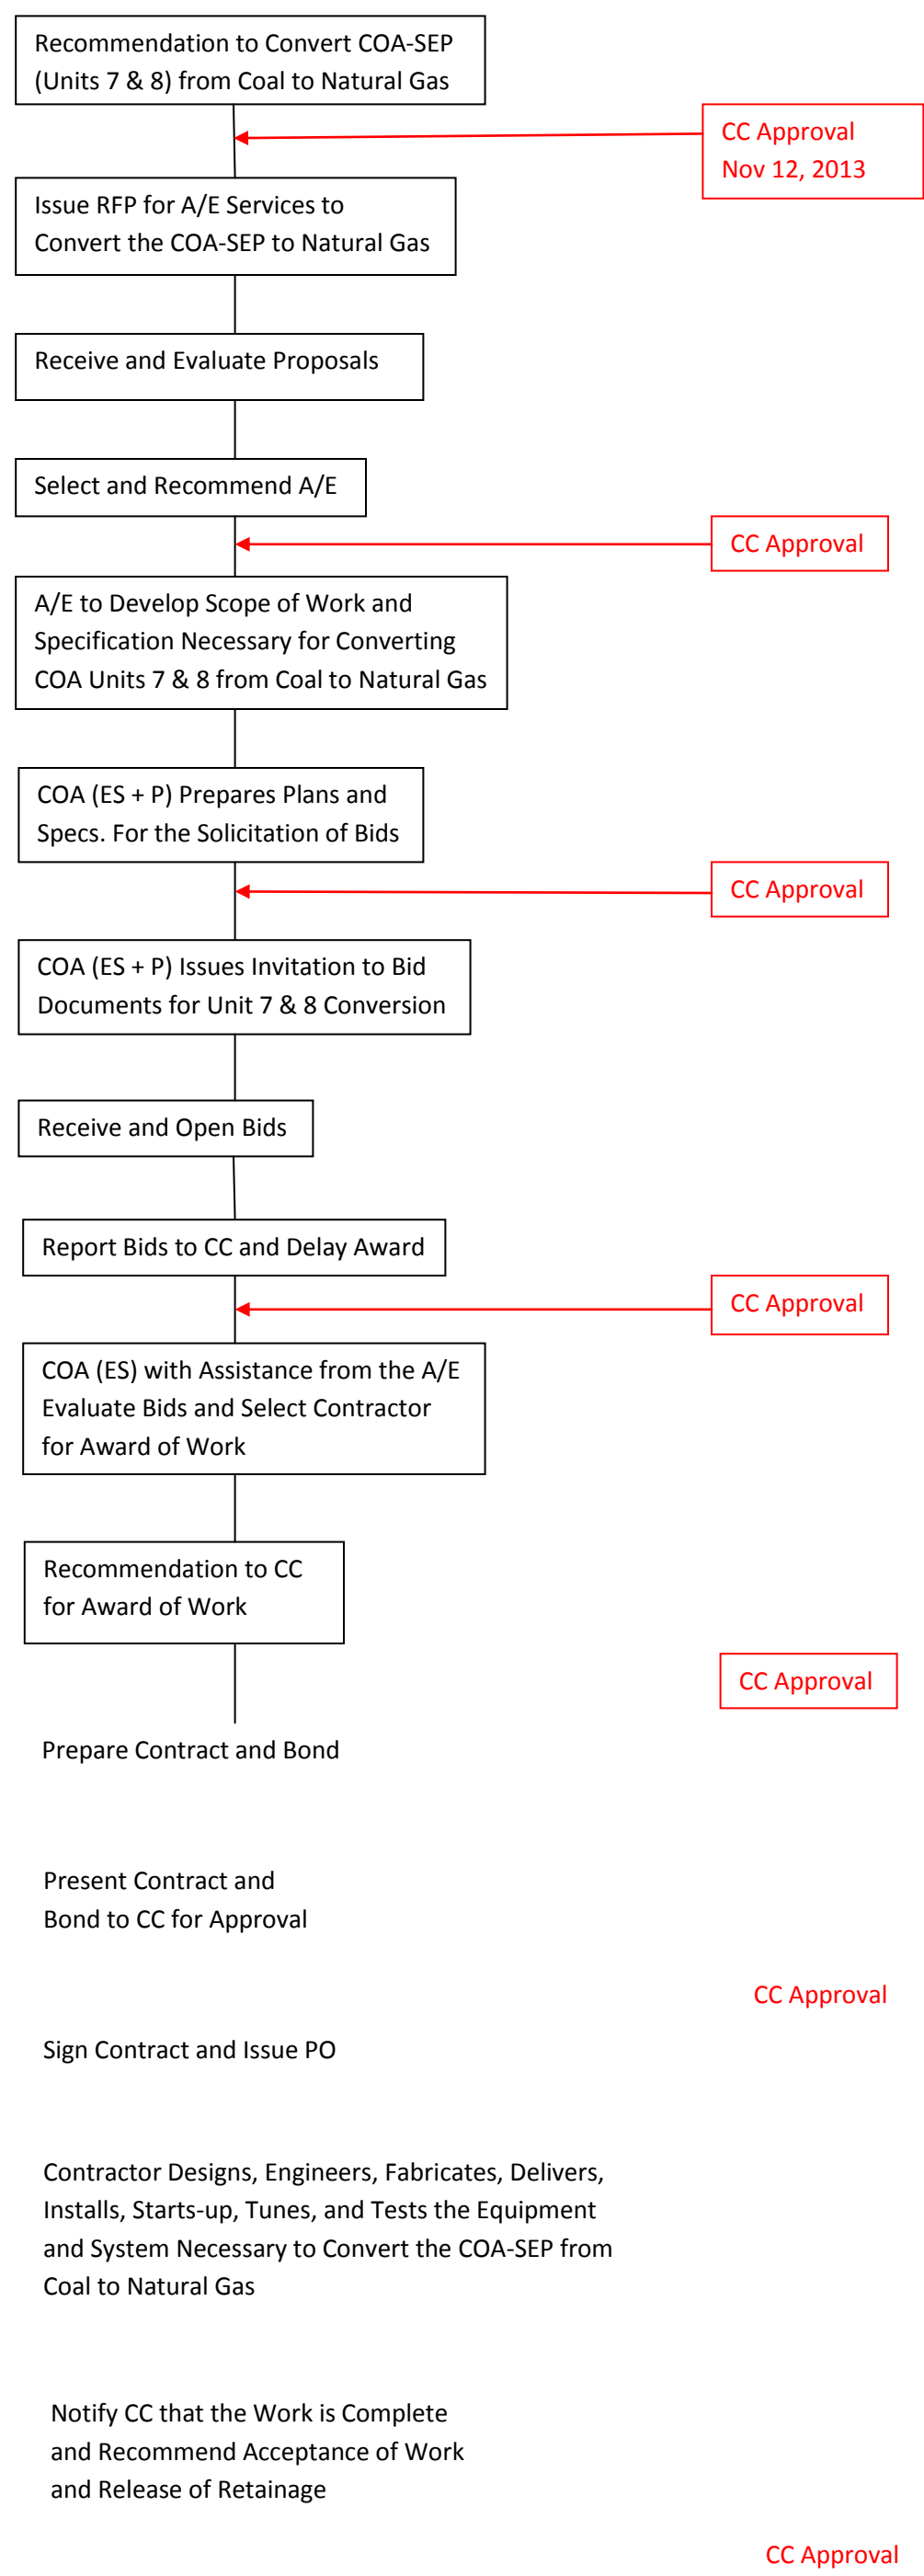 Recommendation to Convert COA-SEP
(Units 7 & 8) from Coal to Natural Gas
CC Approval
Nov 12, 2013
Issue RFP for A/E Services to
Convert the COA-SEP to Natural Gas
Receive and Evaluate Proposals
Select and Recommend A/E
CC Approval
A/E to Develop Scope of Work and
Specification Necessary for Converting
COA Units 7 & 8 from Coal to Natural Gas
COA (ES + P) Prepares Plans and
Specs. For the Solicitation of Bids
CC Approval
COA (ES + P) Issues Invitation to Bid
Documents for Unit 7 & 8 Conversion
Receive and Open Bids
Report Bids to CC and Delay Award
CC Approval
COA (ES) with Assistance from the A/E
Evaluate Bids and Select Contractor
for Award of Work
Recommendation to CC
for Award of Work
CC Approval
Prepare Contract and Bond
Present Contract and
Bond to CC for Approval
CC Approval
Sign Contract and Issue PO
Contractor Designs, Engineers, Fabricates, Delivers,
Installs, Starts-up, Tunes, and Tests the Equipment
and System Necessary to Convert the COA-SEP from
Coal to Natural Gas
Notify CC that the Work is Complete
and Recommend Acceptance of Work
and Release of Retainage
CC Approval